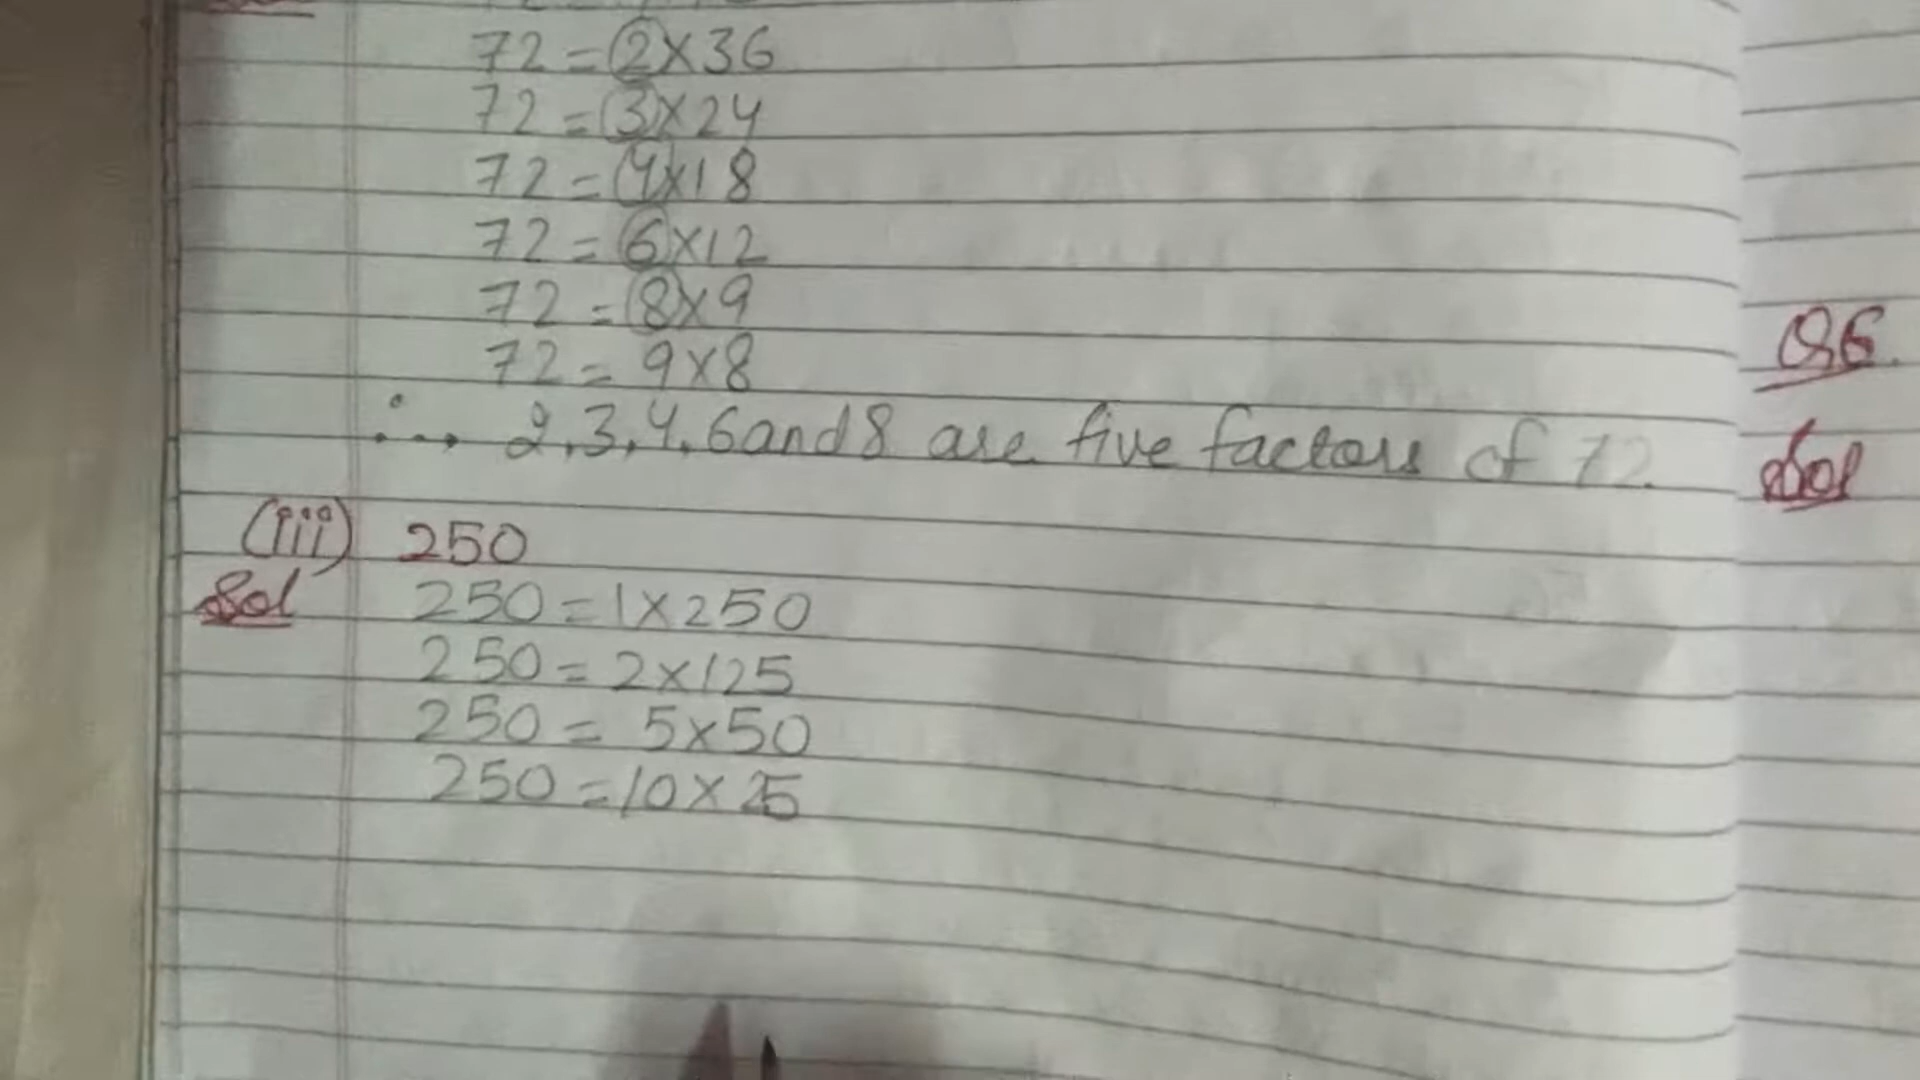 72=2×36
72=3×24
72=4×18
72=6×12
72=8×9
72=9×8
∴ 2,3,4,6 and 8 are five factors of 72.
(iii) 250
Sol 250=1×250
250=2×125
250=5×50
250=10×25
Q6.
Sol